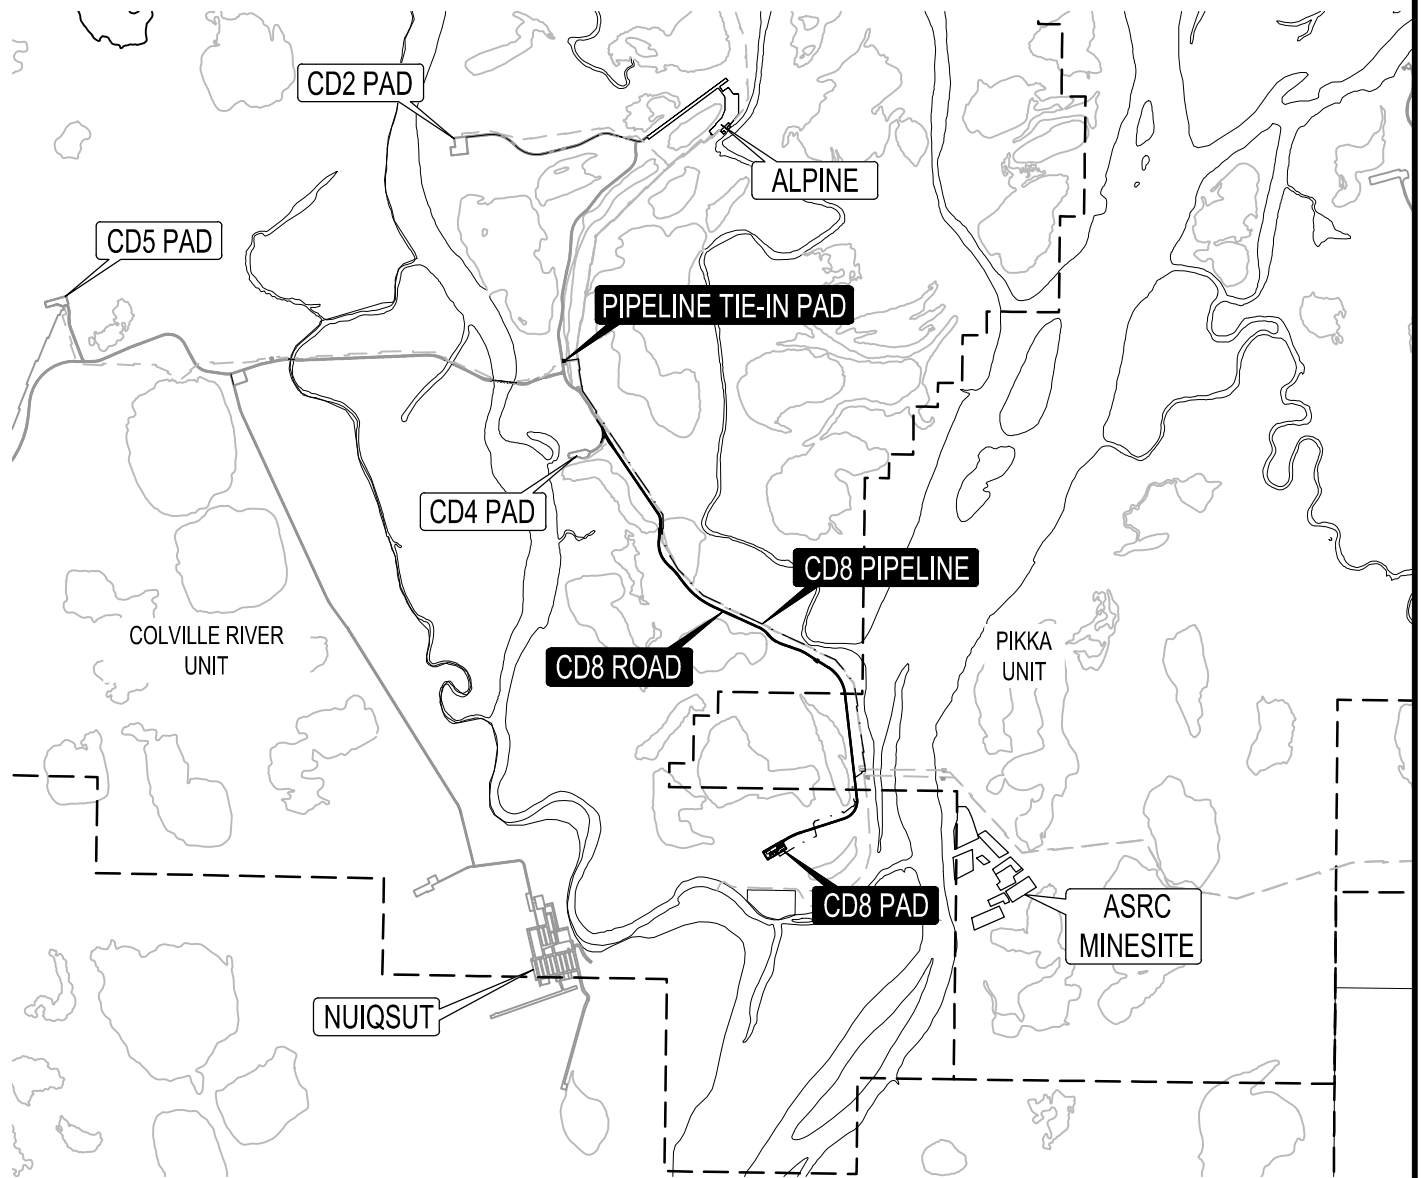 CD2 PAD
ALPINE
CD5 PAD
PIPELINE TIE-IN PAD
CD4 PAD
CD8 PIPELINE
COLVILLE RIVER
UNIT
CD8 ROAD
PIKKA
UNIT
CD8 PAD
ASRC
MINESITE
NUIQSUT